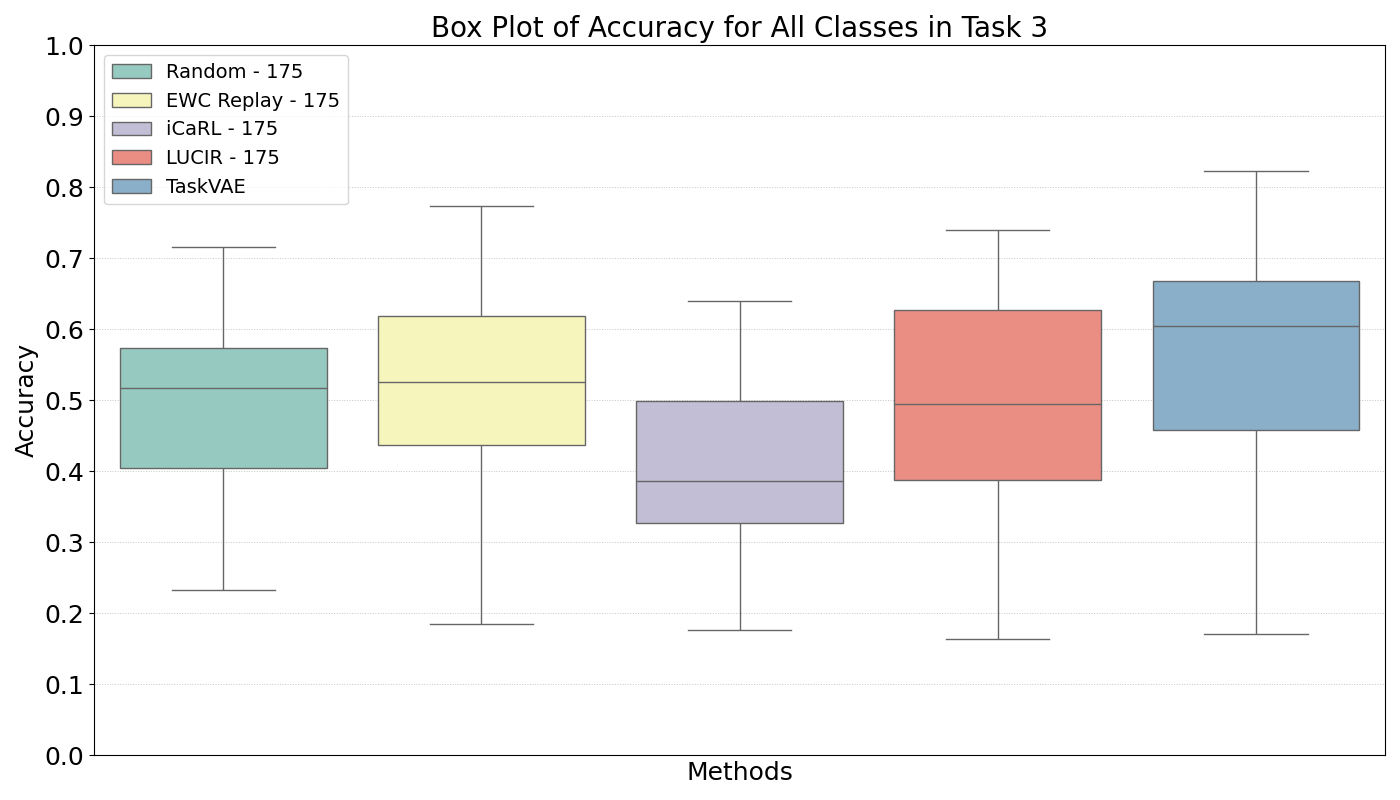 Box Plot of Accuracy for All Classes in Task 3
1.0
0.9
0.8
0.7
0.6
0.5
0.4
0.3
0.2
0.1
0.0
Accuracy
Random - 175
EWC Replay - 175
iCaRL - 175
LUCIR - 175
TaskVAE
Methods